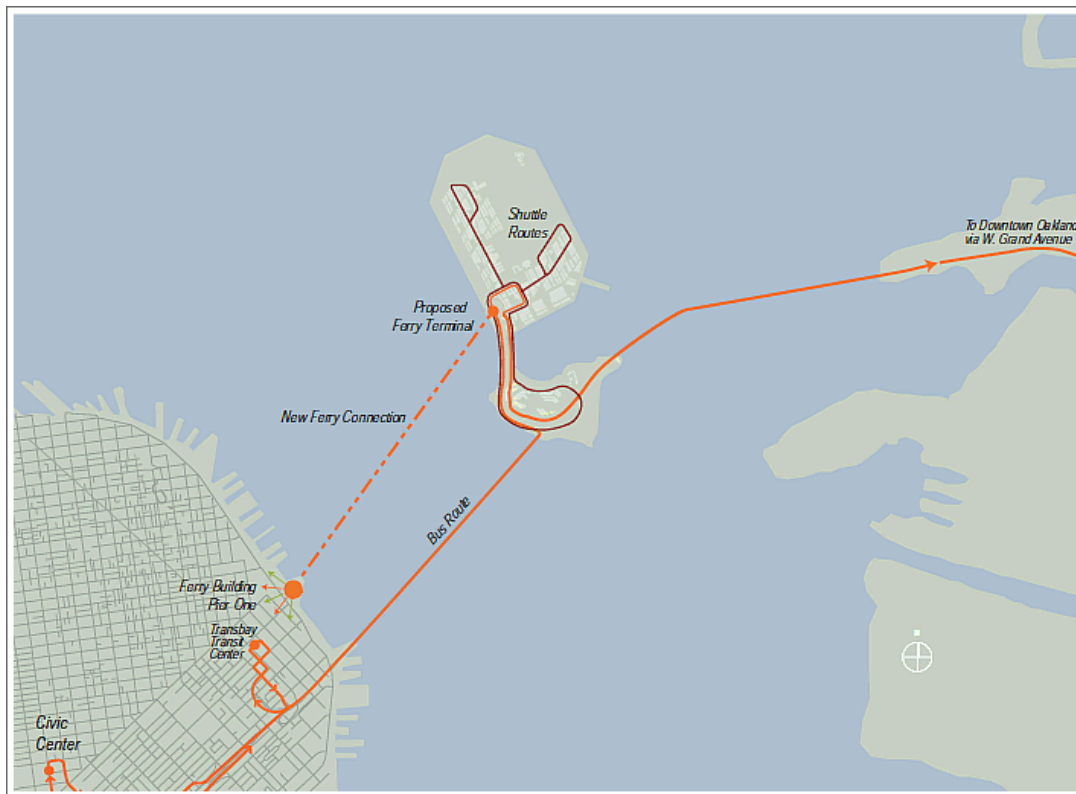 Shuttle
Routes
To Downtown Oakland
via W. Grand Avenue
Proposed
Ferry Terminal
New Ferry Connection
Bus Route
Ferry Building
Pier One
Transbay
Transit
Center
Civic
Center